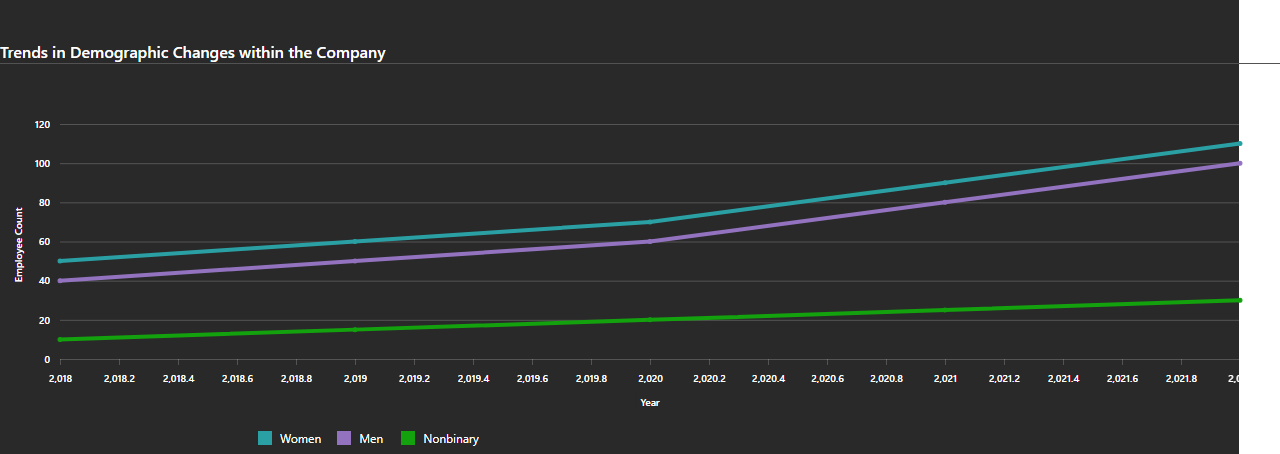 Trends in Demographic Changes within the Company
120
100
80
60
40
20
0
Employee Count
2,018 2,018.2 2,018.4 2,018.6 2,018.8 2,019 2,019.2 2,019.4 2,019.6 2,019.8 2,020 2,020.2 2,020.4 2,020.6 2,020.8 2,021 2,021.2 2,021.4 2,021.6 2,021.8
Year
Women Men Nonbinary